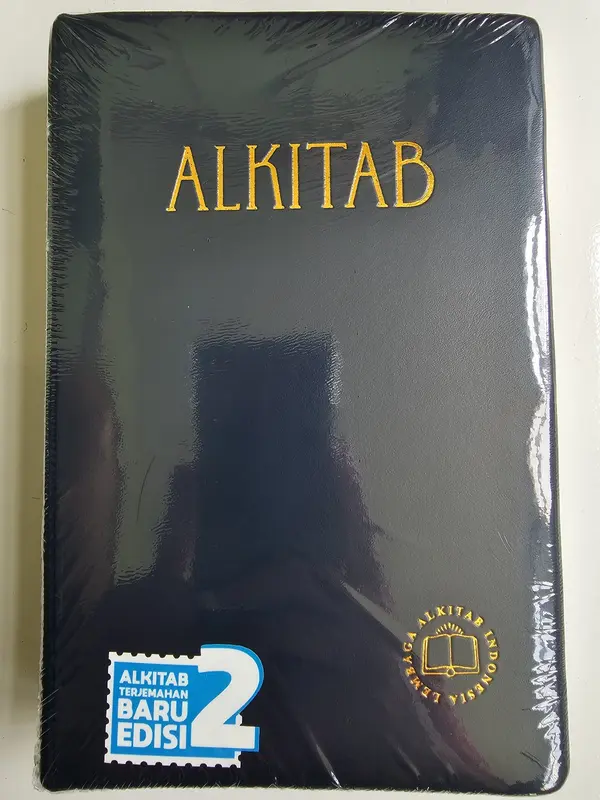 ALKITAB
LEMBAGA ALKITAB INDONESIA
ALKITAB
TERJEMAHAN
BARU
EDISI
2